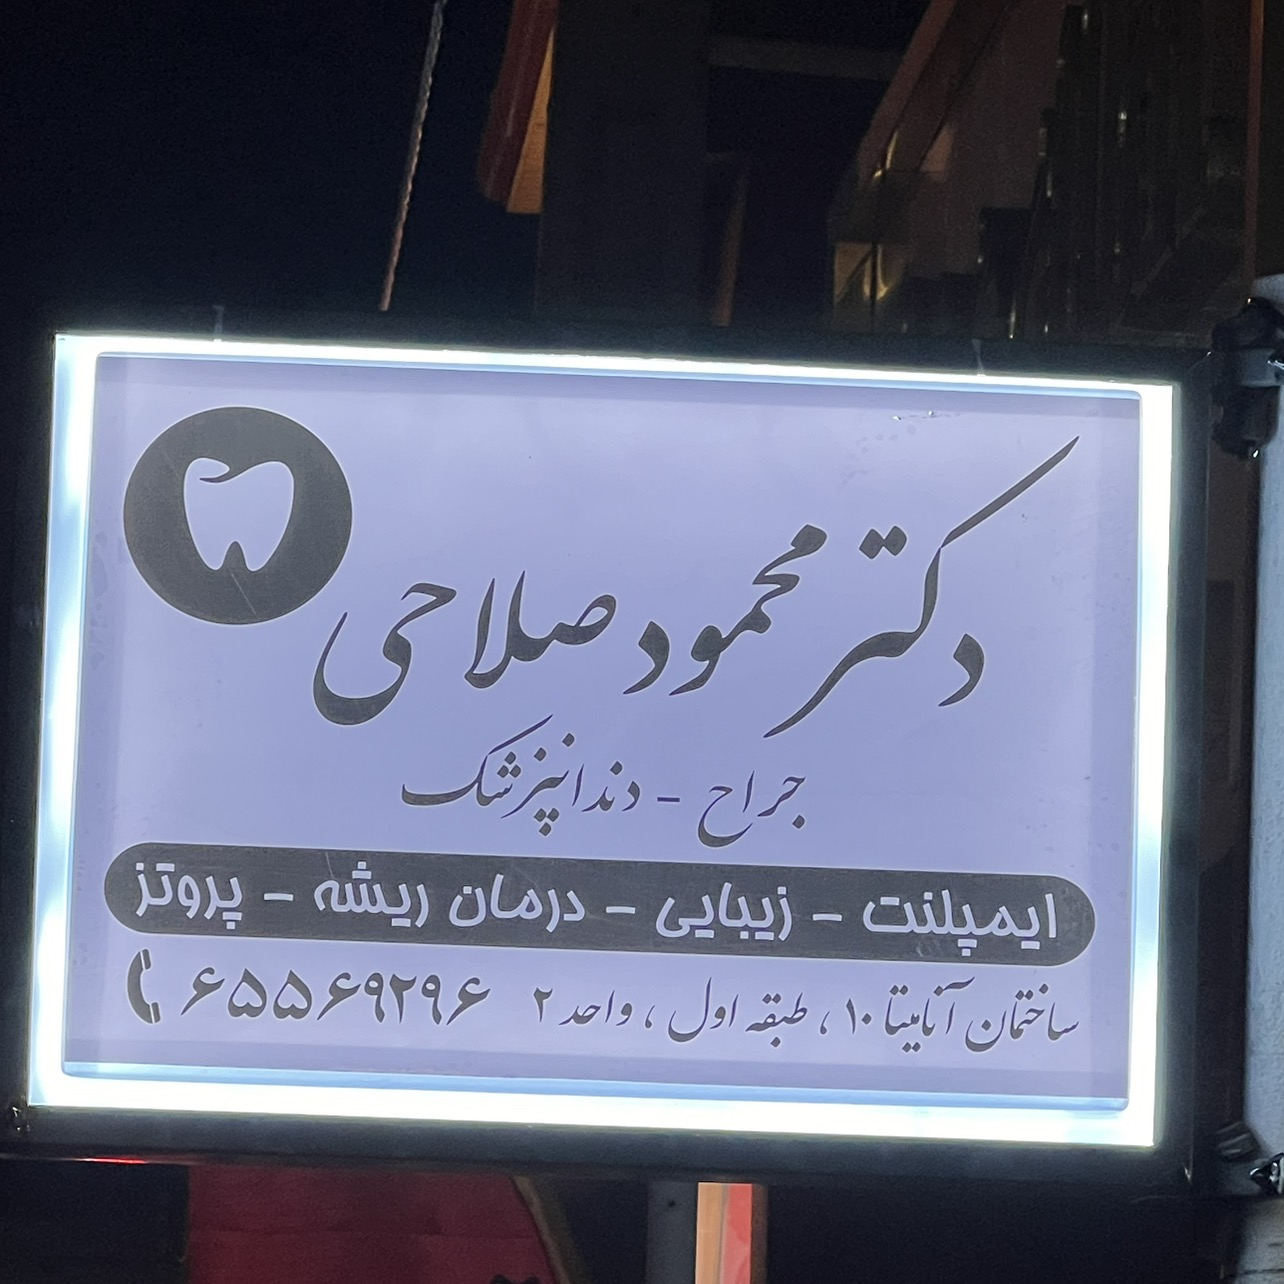 دکتر محمود صلاحی
جراح - دندانپزشک
ایمپلنت - زیبایی - درمان ریشه - پروتز
ساختمان آناهیتا ۱۰ ، طبقه اول ، واحد ۲ ۶۵۵۶۹۲۹۶